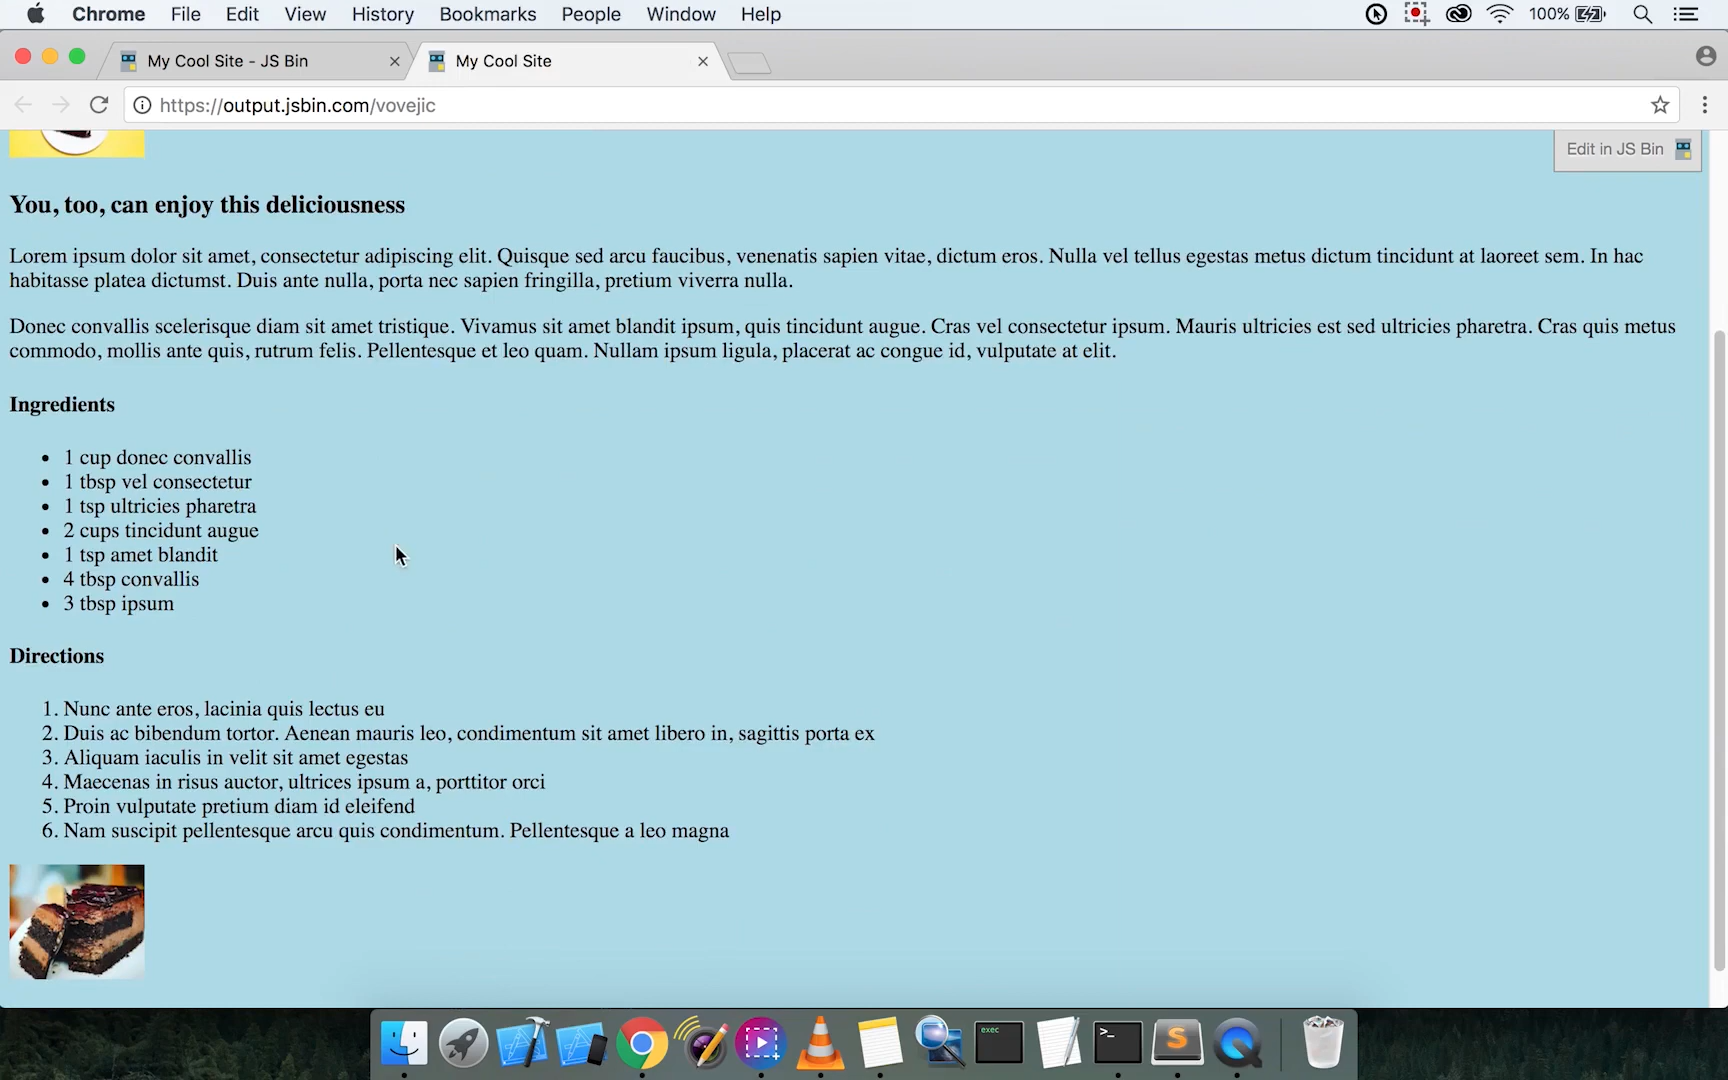 Chrome File Edit View History Bookmarks People Window Help 100%
My Cool Site - JS Bin
My Cool Site
https://output.jsbin.com/vovejic
Edit in JS Bin
You, too, can enjoy this deliciousness
Lorem ipsum dolor sit amet, consectetur adipiscing elit. Quisque sed arcu faucibus, venenatis sapien vitae, dictum eros. Nulla vel tellus egestas metus dictum tincidunt at laoreet sem. In hac
habitasse platea dictumst. Duis ante nulla, porta nec sapien fringilla, pretium viverra nulla.
Donec convallis scelerisque diam sit amet tristique. Vivamus sit amet blandit ipsum, quis tincidunt augue. Cras vel consectetur ipsum. Mauris ultricies est sed ultricies pharetra. Cras quis metus
commodo, mollis ante quis, rutrum felis. Pellentesque et leo quam. Nullam ipsum ligula, placerat ac congue id, vulputate at elit.
Ingredients
• 1 cup donec convallis
• 1 tbsp vel consectetur
• 1 tsp ultricies pharetra
• 2 cups tincidunt augue
• 1 tsp amet blandit
• 4 tbsp convallis
• 3 tbsp ipsum
Directions
1. Nunc ante eros, lacinia quis lectus eu
2. Duis ac bibendum tortor. Aenean mauris leo, condimentum sit amet libero in, sagittis porta ex
3. Aliquam iaculis in velit sit amet egestas
4. Maecenas in risus auctor, ultrices ipsum a, porttitor orci
5. Proin vulputate pretium diam id eleifend
6. Nam suscipit pellentesque arcu quis condimentum. Pellentesque a leo magna
exec
>_
S